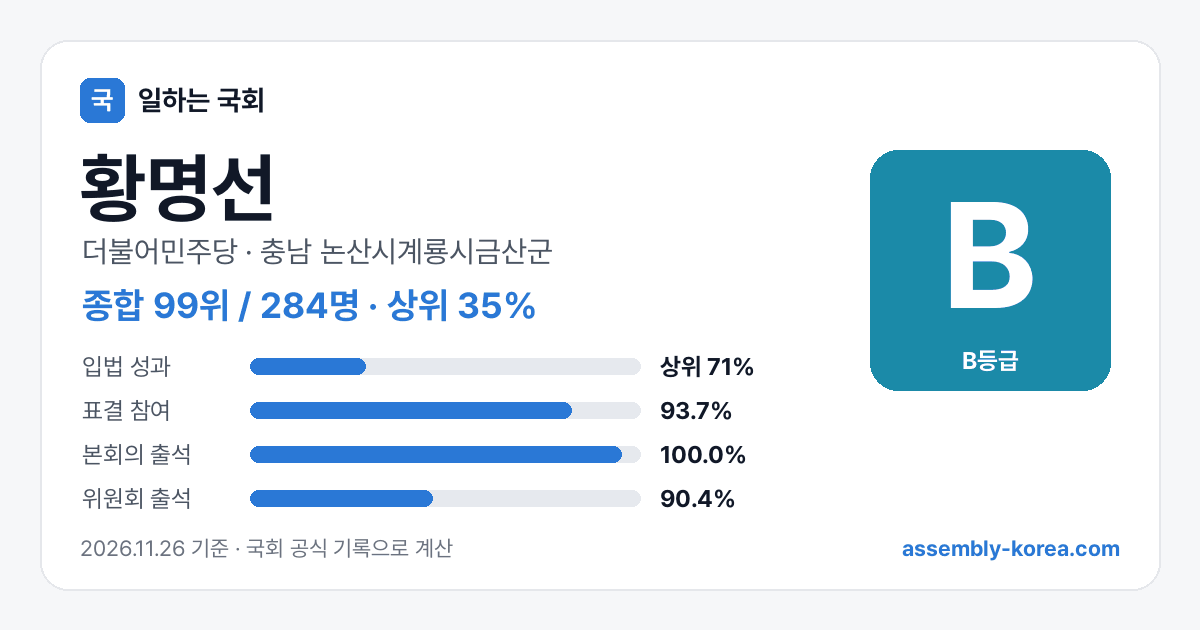 국 일하는 국회
황명선
더불어민주당 · 충남 논산시계룡시금산군
종합 99위 / 284명 · 상위 35%
B
B등급
입법 성과 상위 71%
표결 참여 93.7%
본회의 출석 100.0%
위원회 출석 90.4%
2026.11.26 기준 · 국회 공식 기록으로 계산
assembly-korea.com